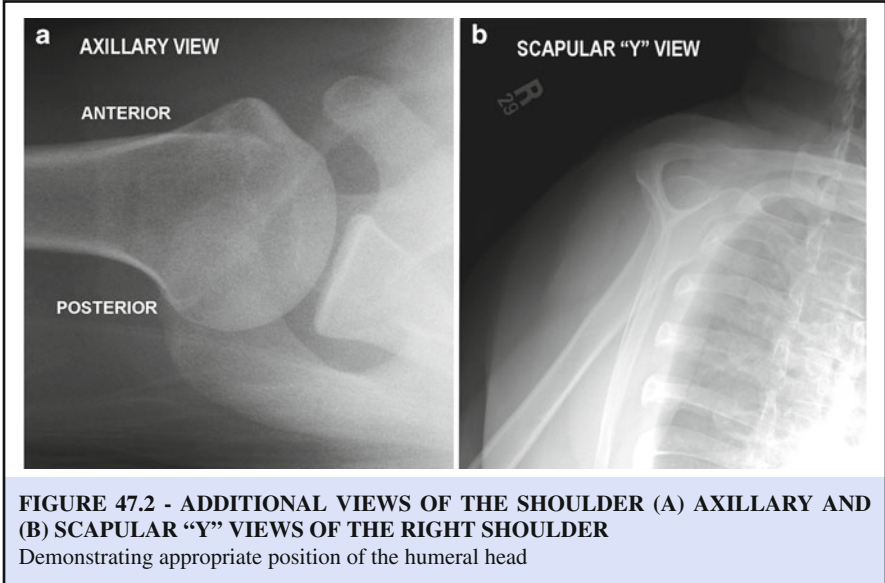 a
AXILLARY VIEW
ANTERIOR
POSTERIOR
b
SCAPULAR “Y” VIEW
R
29
FIGURE 47.2 - ADDITIONAL VIEWS OF THE SHOULDER (A) AXILLARY AND
(B) SCAPULAR “Y” VIEWS OF THE RIGHT SHOULDER
Demonstrating appropriate position of the humeral head